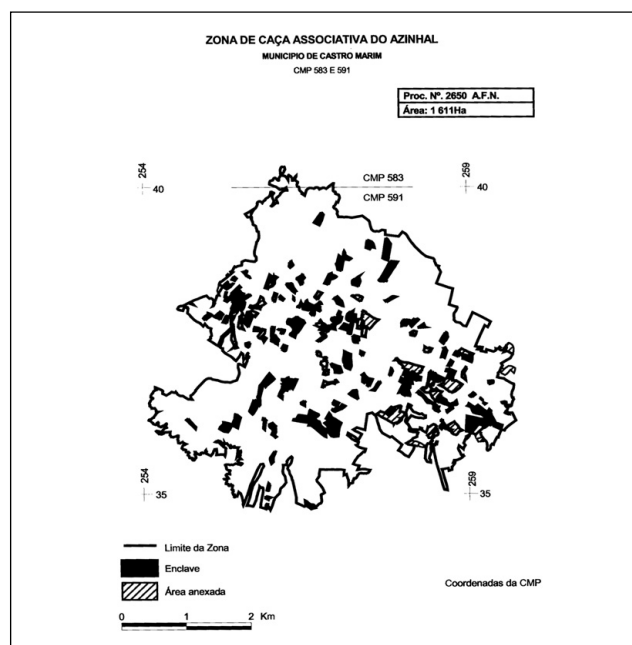 ZONA DE CAÇA ASSOCIATIVA DO AZINHAL
MUNICIPIO DE CASTRO MARIM
CMP 583 E 591
Proc. Nº. 2650 A.F.N.
Área: 1 611Ha
254
40
CMP 583
CMP 591
259
40
254
35
259
35
Limite da Zona
Enclave
Área anexada
Coordenadas da CMP
0 1 2 Km